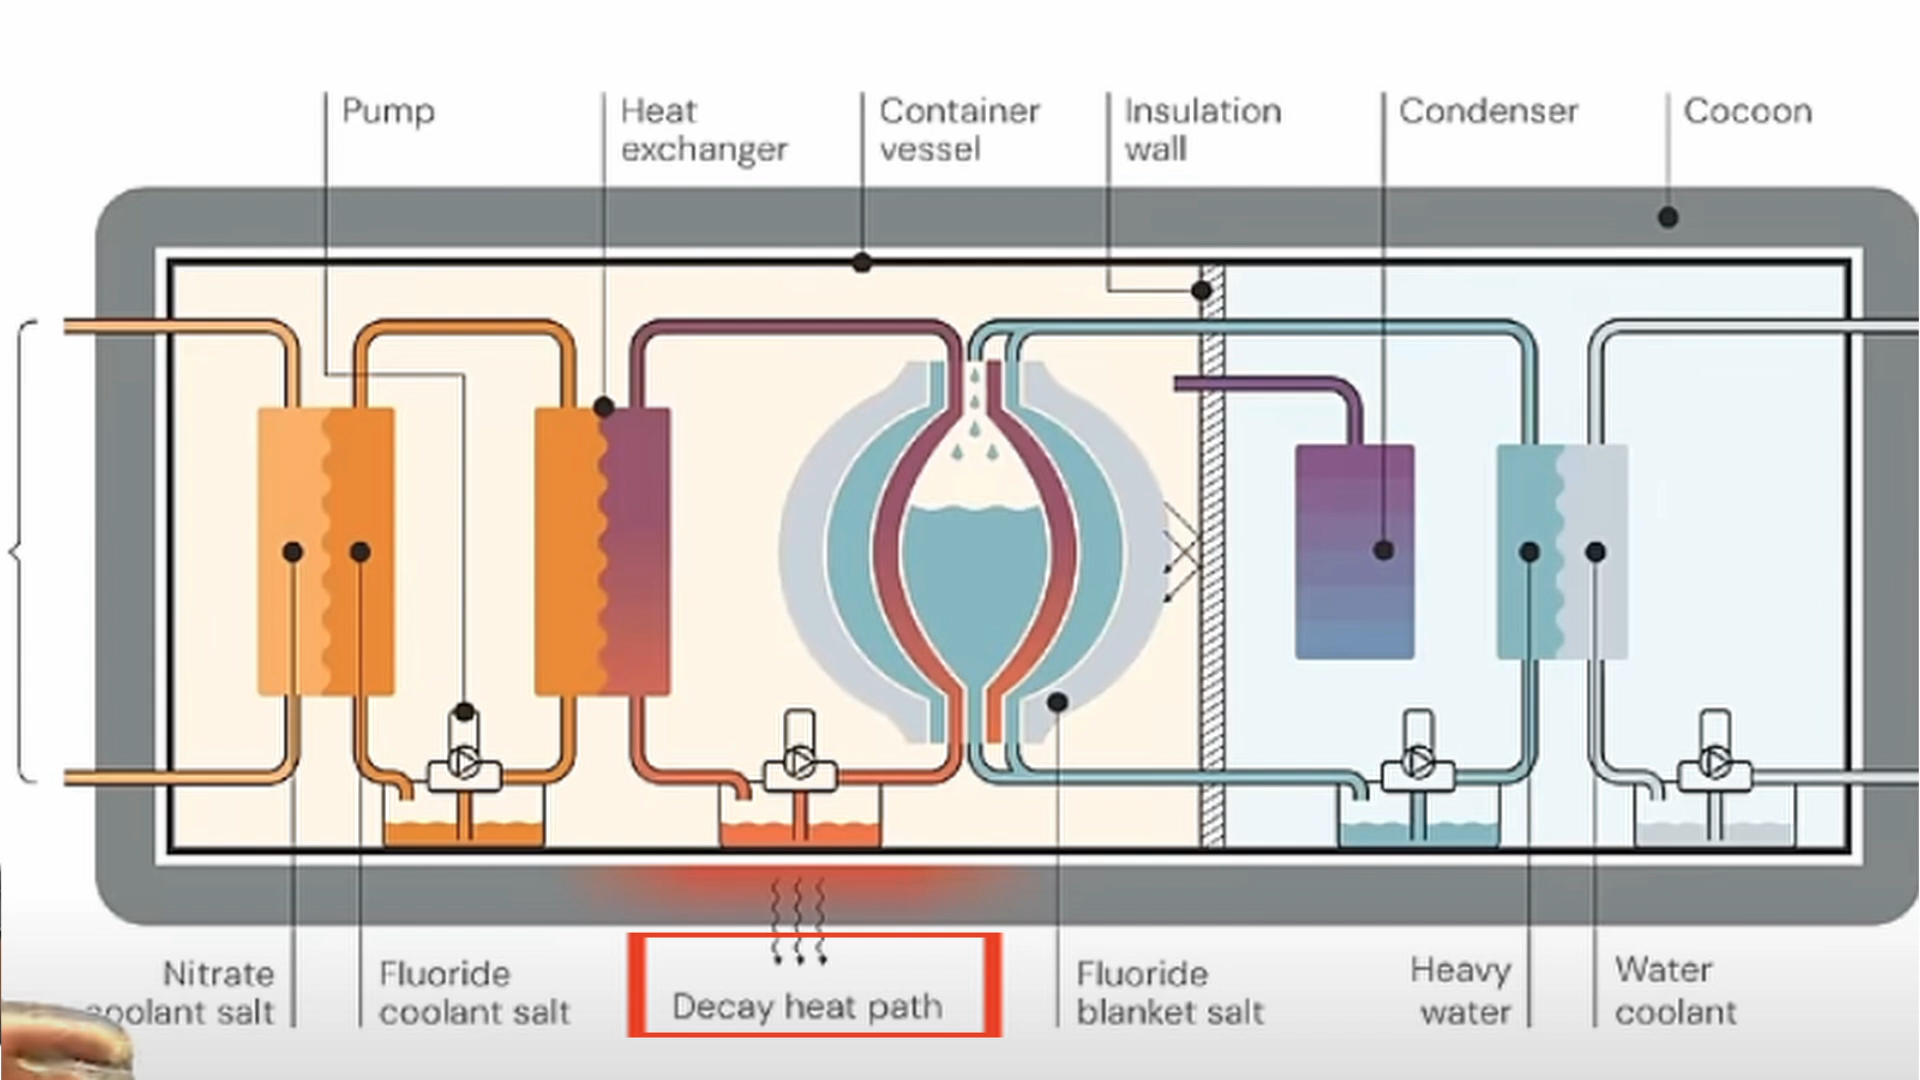 Pump
Heat
exchanger
Container
vessel
Insulation
wall
Condenser
Cocoon
Nitrate
coolant salt
Fluoride
coolant salt
Decay heat path
Fluoride
blanket salt
Heavy
water
Water
coolant